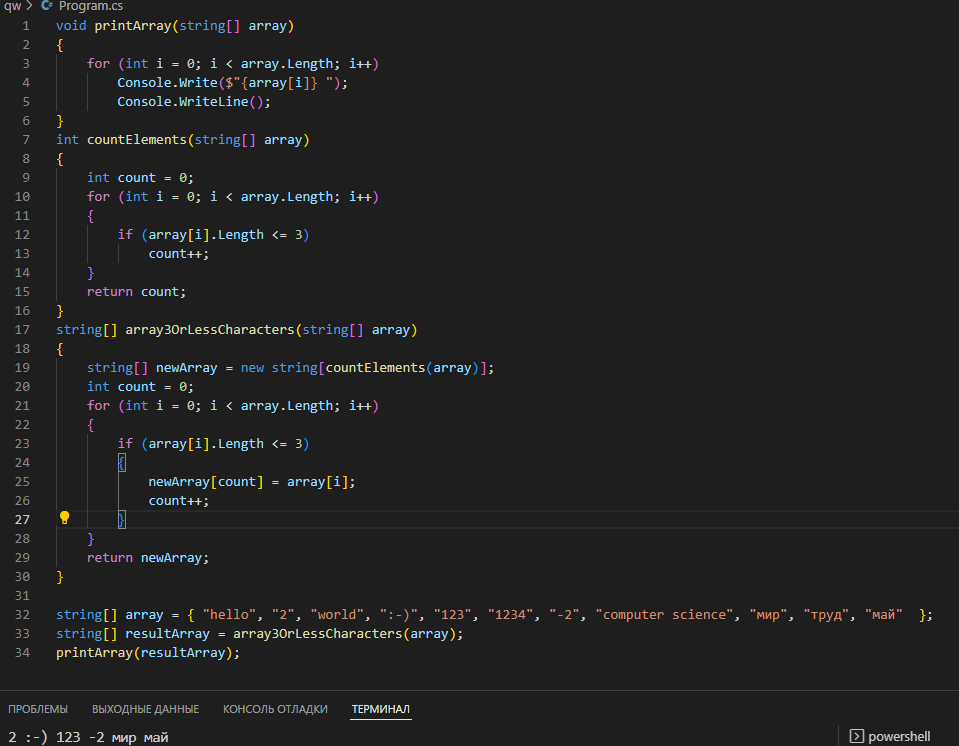 qw > C# Program.cs
1 void printArray(string[] array)
2 {
3     for (int i = 0; i < array.Length; i++)
4         Console.Write($"{array[i]} ");
5         Console.WriteLine();
6 }
7 int countElements(string[] array)
8 {
9     int count = 0;
10     for (int i = 0; i < array.Length; i++)
11     {
12         if (array[i].Length <= 3)
13             count++;
14     }
15     return count;
16 }
17 string[] array3OrLessCharacters(string[] array)
18 {
19     string[] newArray = new string[countElements(array)];
20     int count = 0;
21     for (int i = 0; i < array.Length; i++)
22     {
23         if (array[i].Length <= 3)
24         {
25             newArray[count] = array[i];
26             count++;
27         }
28     }
29     return newArray;
30 }
31
32 string[] array = { "hello", "2", "world", ":-)", "123", "1234", "-2", "computer science", "мир", "труд", "май"  };
33 string[] resultArray = array3OrLessCharacters(array);
34 printArray(resultArray);
ПРОБЛЕМЫ ВЫХОДНЫЕ ДАННЫЕ КОНСОЛЬ ОТЛАДКИ ТЕРМИНАЛ
2 :-) 123 -2 мир май
powershell